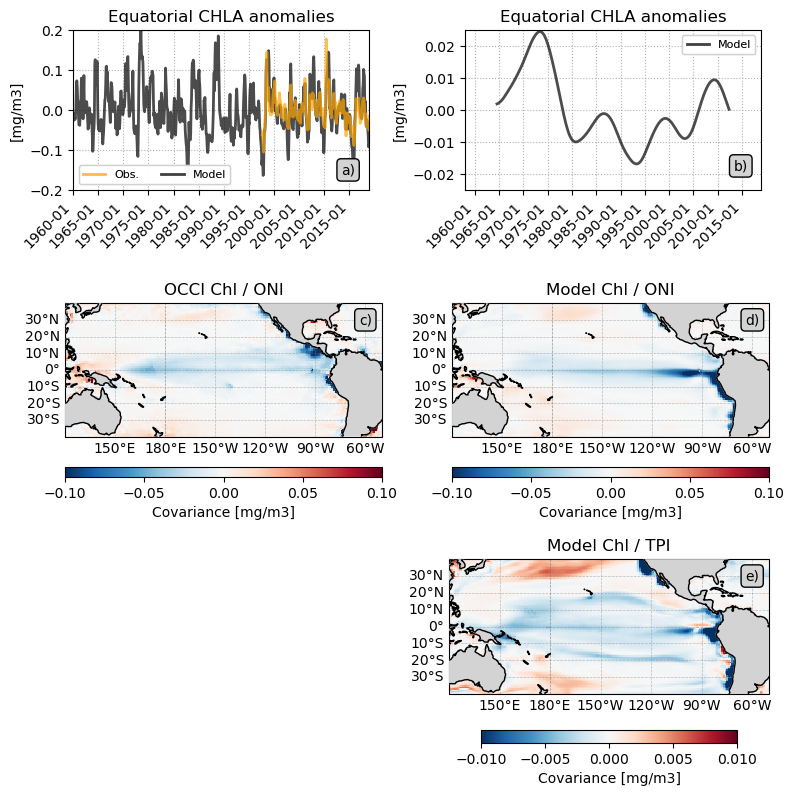 Equatorial CHLA anomalies
[mg/m3]
0.2
0.1
0.0
−0.1
−0.2
Obs.
Model
a)
1960-01
1965-01
1970-01
1975-01
1980-01
1985-01
1990-01
1995-01
2000-01
2005-01
2010-01
2015-01
Equatorial CHLA anomalies
[mg/m3]
0.02
0.01
0.00
−0.01
−0.02
Model
b)
1960-01
1965-01
1970-01
1975-01
1980-01
1985-01
1990-01
1995-01
2000-01
2005-01
2010-01
2015-01
OCCI Chl / ONI
c)
30°N
20°N
10°N
0°
10°S
20°S
30°S
150°E 180° 150°W 120°W 90°W 60°W
−0.10 −0.05 0.00 0.05 0.10
Covariance [mg/m3]
Model Chl / ONI
d)
30°N
20°N
10°N
0°
10°S
20°S
30°S
150°E 180° 150°W 120°W 90°W 60°W
−0.10 −0.05 0.00 0.05 0.10
Covariance [mg/m3]
Model Chl / TPI
e)
30°N
20°N
10°N
0°
10°S
20°S
30°S
150°E 180° 150°W 120°W 90°W 60°W
−0.010 −0.005 0.000 0.005 0.010
Covariance [mg/m3]